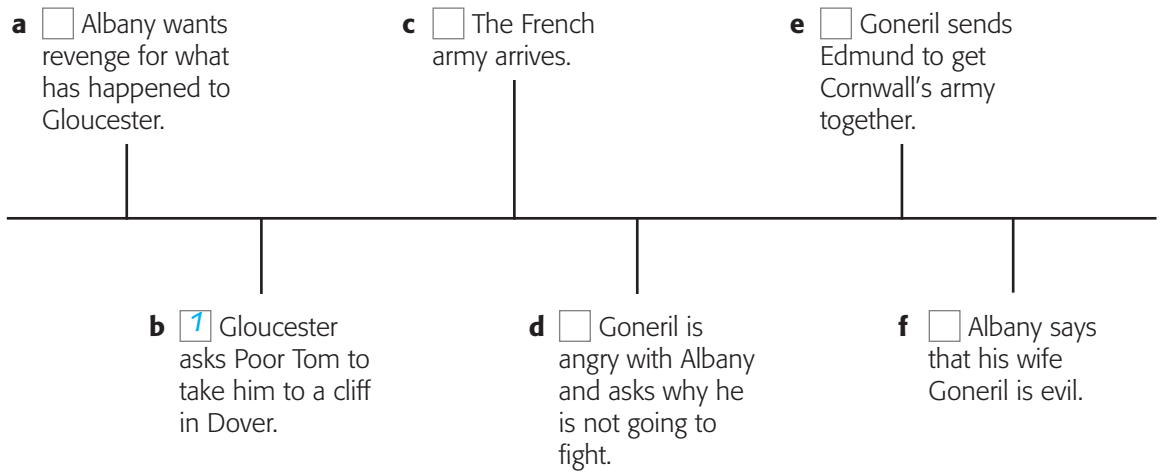 a Albany wants
revenge for what
has happened to
Gloucester.
b 1 Gloucester
asks Poor Tom to
take him to a cliff
in Dover.
c The French
army arrives.
d Goneril is
angry with Albany
and asks why he
is not going to
fight.
e Goneril sends
Edmund to get
Cornwall's army
together.
f Albany says
that his wife
Goneril is evil.